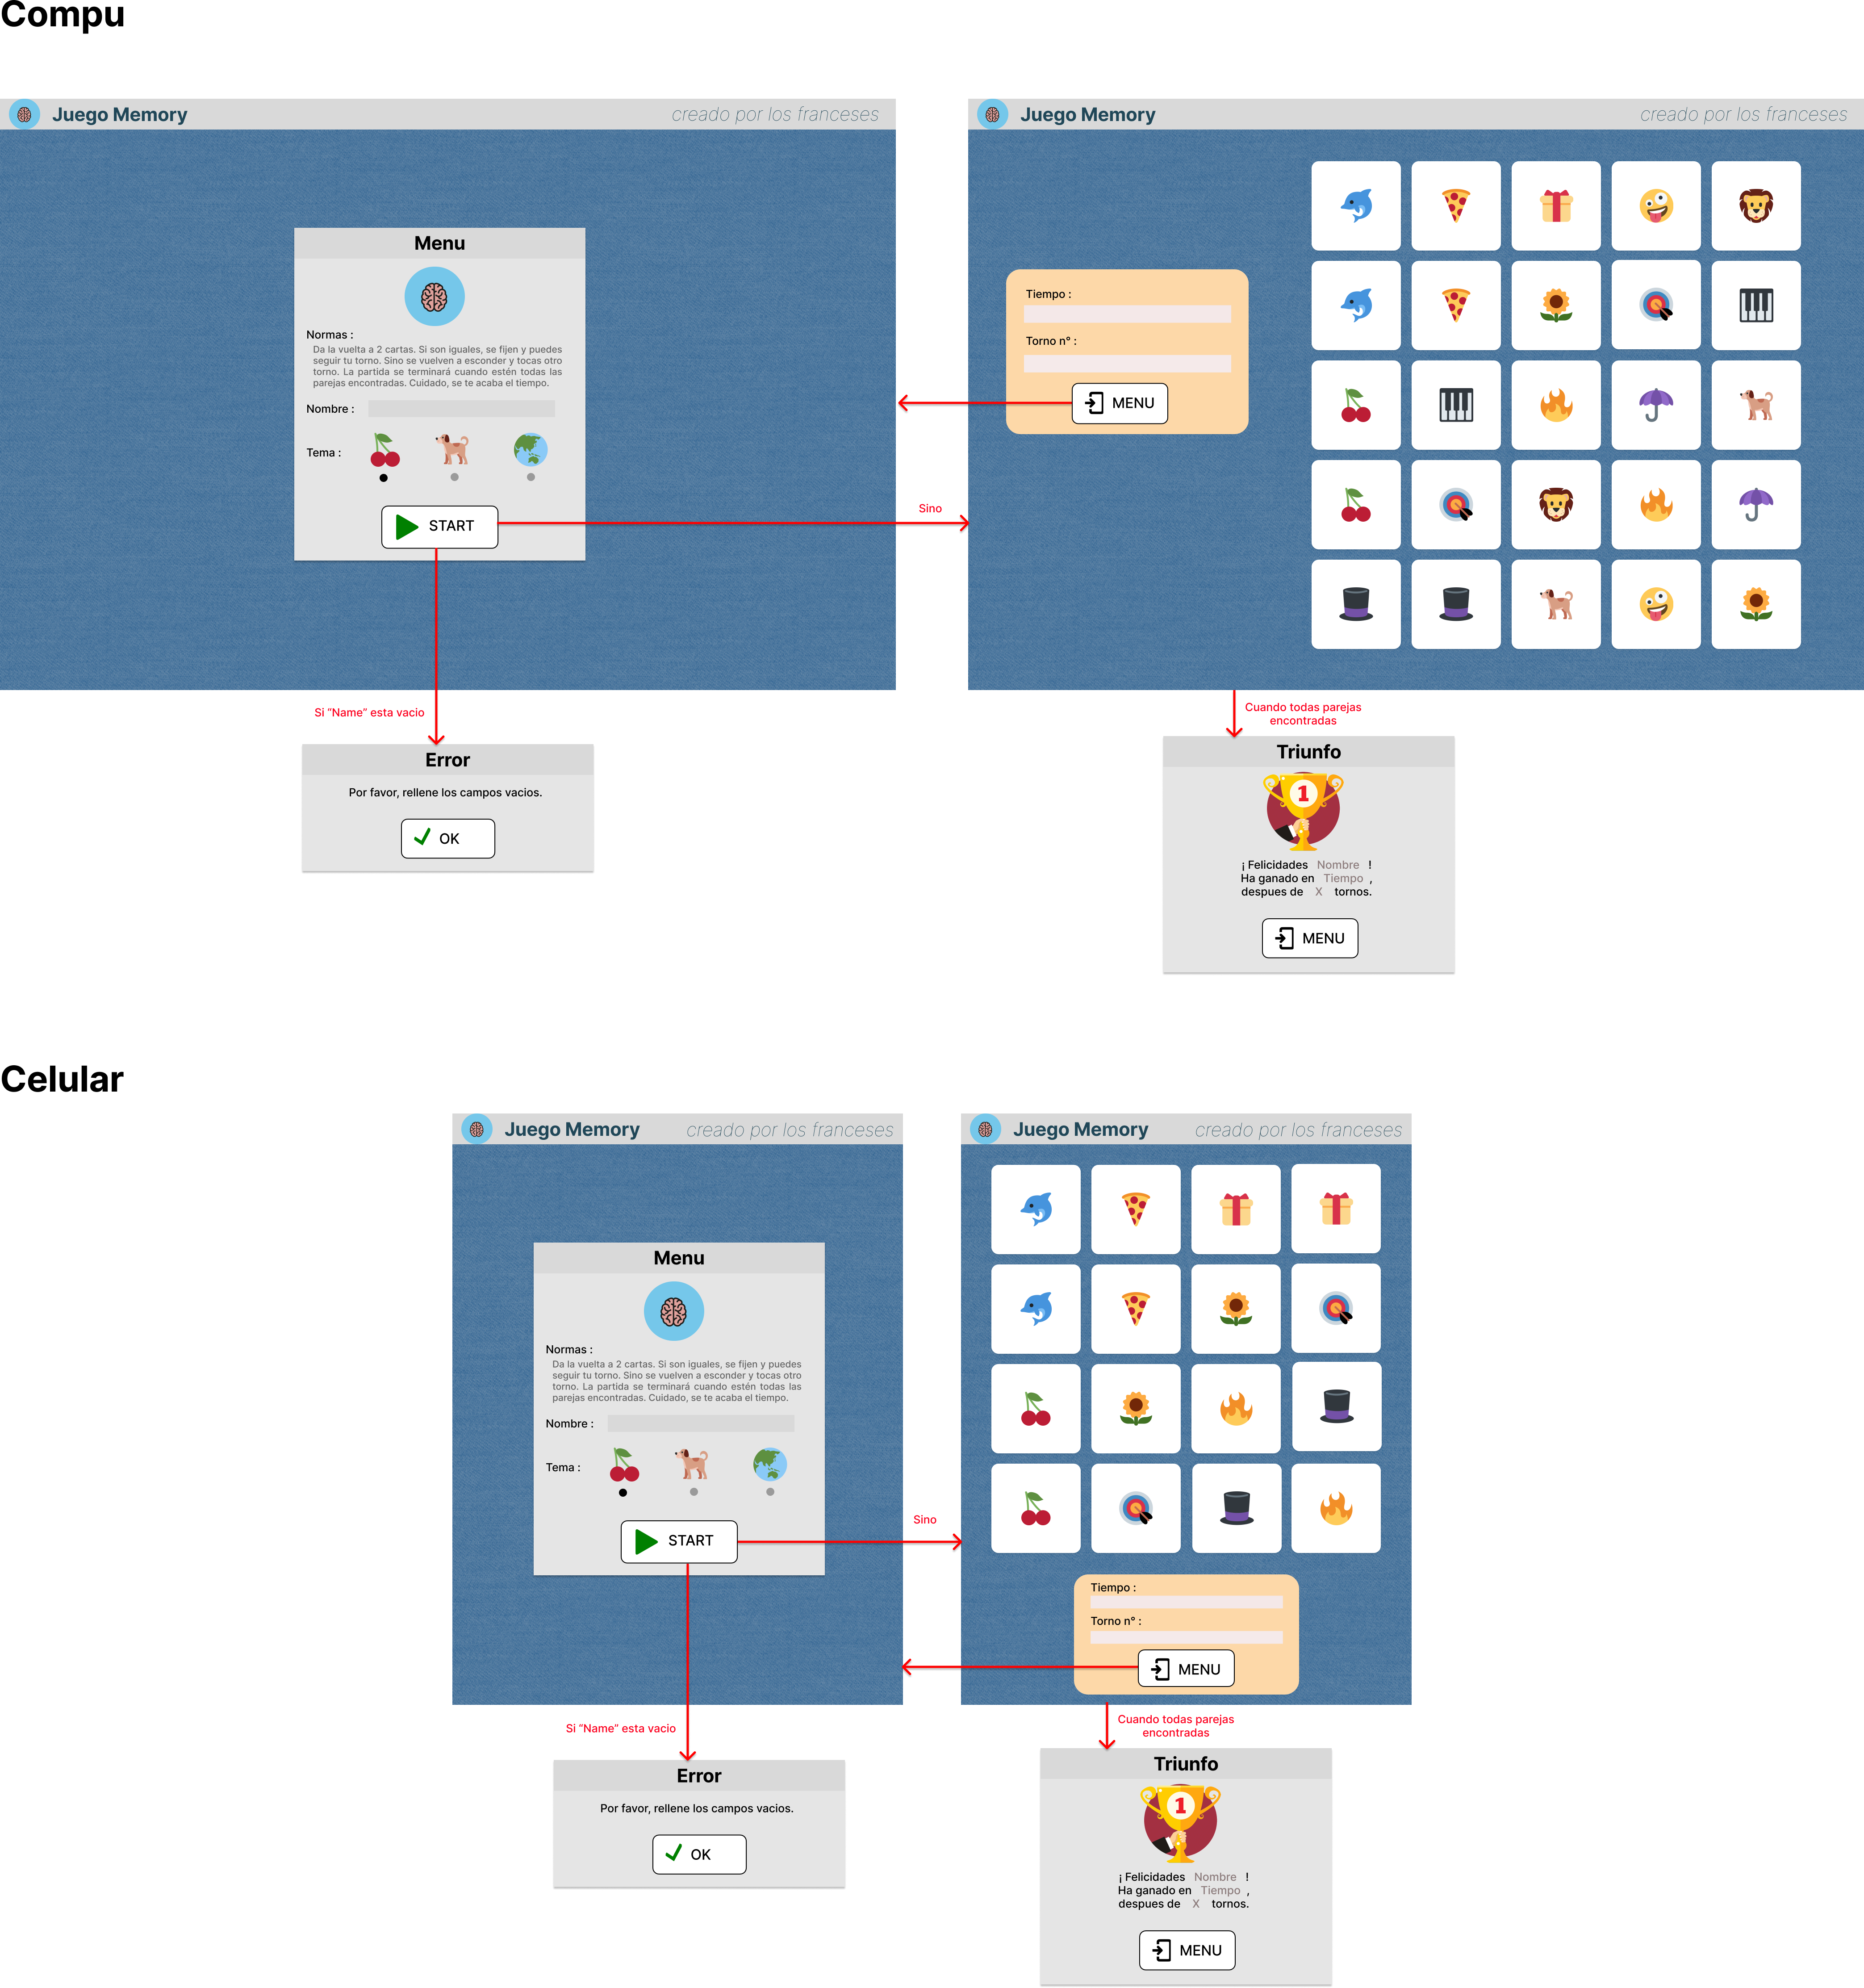 Compu
Juego Memory
creado por los franceses
Menu
Normas :
Da la vuelta a 2 cartas. Si son iguales, se fijen y puedes
seguir tu torno. Sino se vuelven a esconder y tocas otro
torno. La partida se terminará cuando estén todas las
parejas encontradas. Cuidado, se te acaba el tiempo.
Nombre :
Tema :
START
Sino
Si “Name” esta vacio
Error
Por favor, rellene los campos vacios.
OK
Juego Memory
creado por los franceses
Tiempo :
Torno n° :
MENU
Cuando todas parejas
encontradas
Triunfo
1
¡ Felicidades Nombre !
Ha ganado en Tiempo ,
despues de X tornos.
MENU
Celular
Juego Memory
creado por los franceses
Menu
Normas :
Da la vuelta a 2 cartas. Si son iguales, se fijen y puedes
seguir tu torno. Sino se vuelven a esconder y tocas otro
torno. La partida se terminará cuando estén todas las
parejas encontradas. Cuidado, se te acaba el tiempo.
Nombre :
Tema :
START
Sino
Si “Name” esta vacio
Error
Por favor, rellene los campos vacios.
OK
Juego Memory
creado por los franceses
Tiempo :
Torno n° :
MENU
Cuando todas parejas
encontradas
Triunfo
1
¡ Felicidades Nombre !
Ha ganado en Tiempo ,
despues de X tornos.
MENU